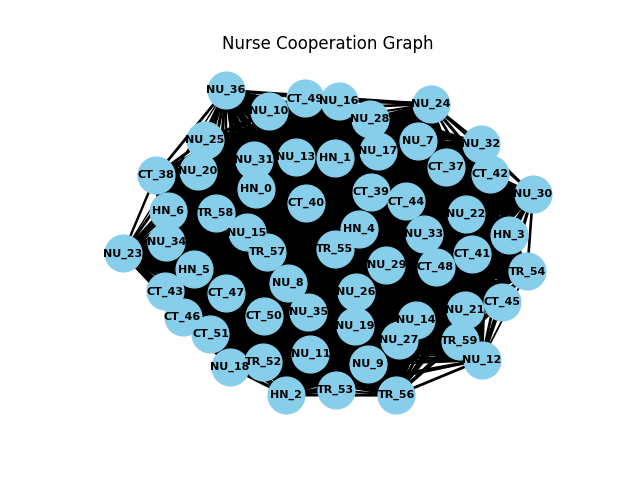 Nurse Cooperation Graph
NU_36
CT_49
NU_16
NU_24
NU_10
NU_28
NU_25
NU_7
NU_32
NU_17
NU_13
HN_1
NU_31
CT_37
NU_20
CT_38
CT_42
HN_0
CT_39
NU_30
CT_40
CT_44
HN_6
TR_58
NU_22
HN_4
NU_15
NU_33
HN_3
NU_34
TR_55
TR_57
NU_23
CT_41
NU_29
CT_48
HN_5
TR_54
NU_8
CT_43
CT_47
NU_26
CT_45
NU_21
NU_35
CT_46
CT_50
NU_14
NU_19
CT_51
NU_27
TR_59
NU_11
NU_12
TR_52
NU_9
NU_18
TR_53
HN_2
TR_56